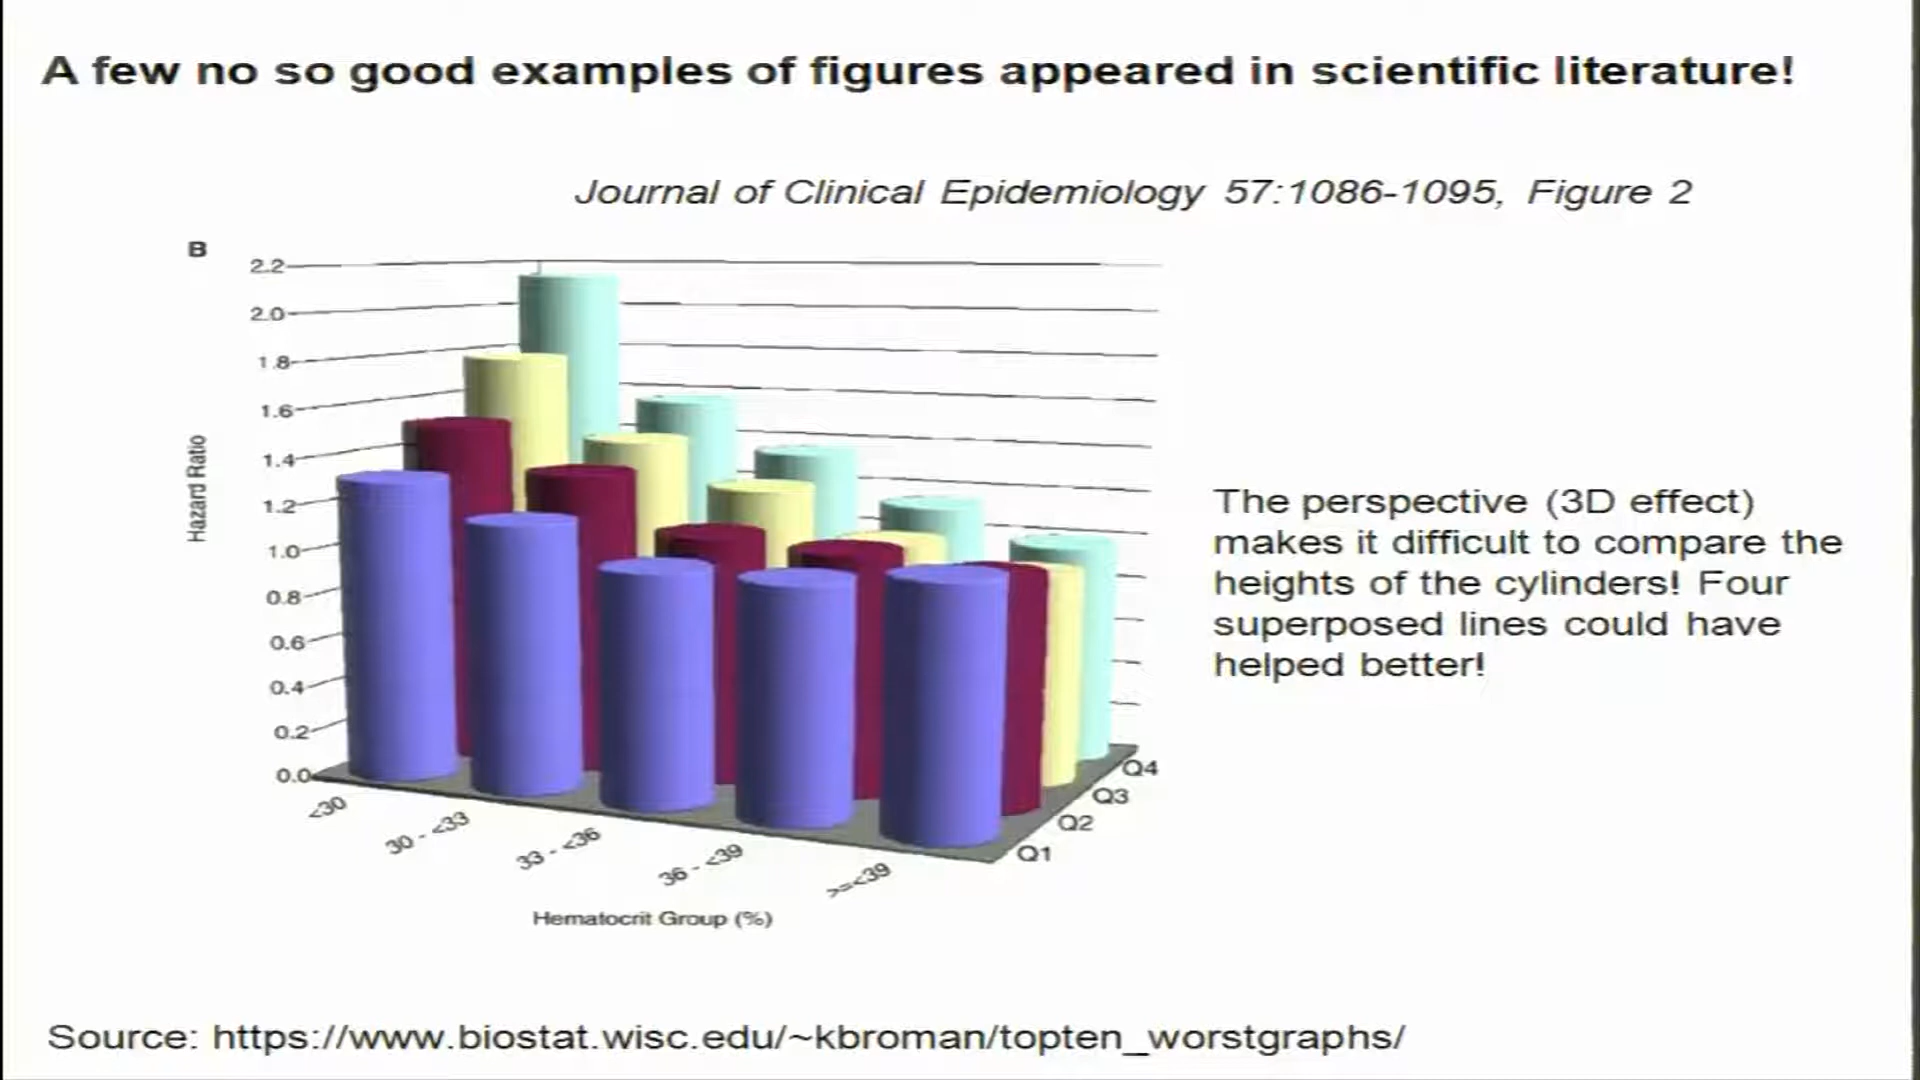 A few no so good examples of figures appeared in scientific literature!
Journal of Clinical Epidemiology 57:1086-1095, Figure 2
B
2.2
2.0
1.8
1.6
1.4
1.2
1.0
0.8
0.6
0.4
0.2
0.0
Hazard Ratio
<30
30 - <33
33 - <36
36 - <39
>=<39
Q1
Q2
Q3
Q4
Hematocrit Group (%)
The perspective (3D effect)
makes it difficult to compare the
heights of the cylinders! Four
superposed lines could have
helped better!
Source: https://www.biostat.wisc.edu/~kbroman/topten_worstgraphs/